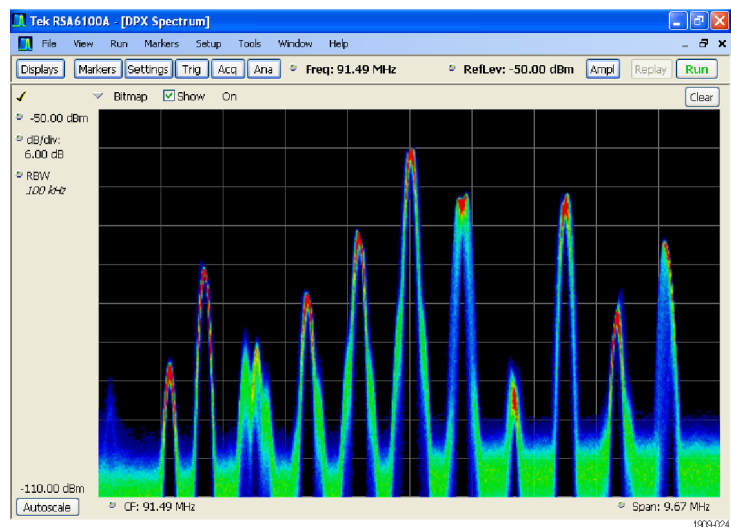 Tek RSA6100A - [DPX Spectrum]
File View Run Markers Setup Tools Window Help
Displays Markers Settings Trig Acq Ana Freq: 91.49 MHz RefLev: -50.00 dBm Ampl Replay Run
Bitmap Show On Clear
-50.00 dBm
dB/div:
6.00 dB
RBW
100 kHz
-110.00 dBm
Autoscale CF: 91.49 MHz Span: 9.67 MHz
1909-024